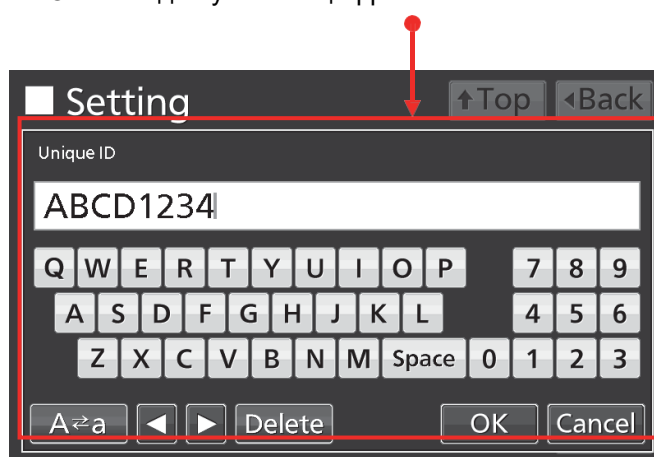 Setting ↑Top ◀Back
Unique ID
ABCD1234
Q W E R T Y U I O P 7 8 9
A S D F G H J K L 4 5 6
Z X C V B N M Space 0 1 2 3
A⇄a ◀ ▶ Delete OK Cancel